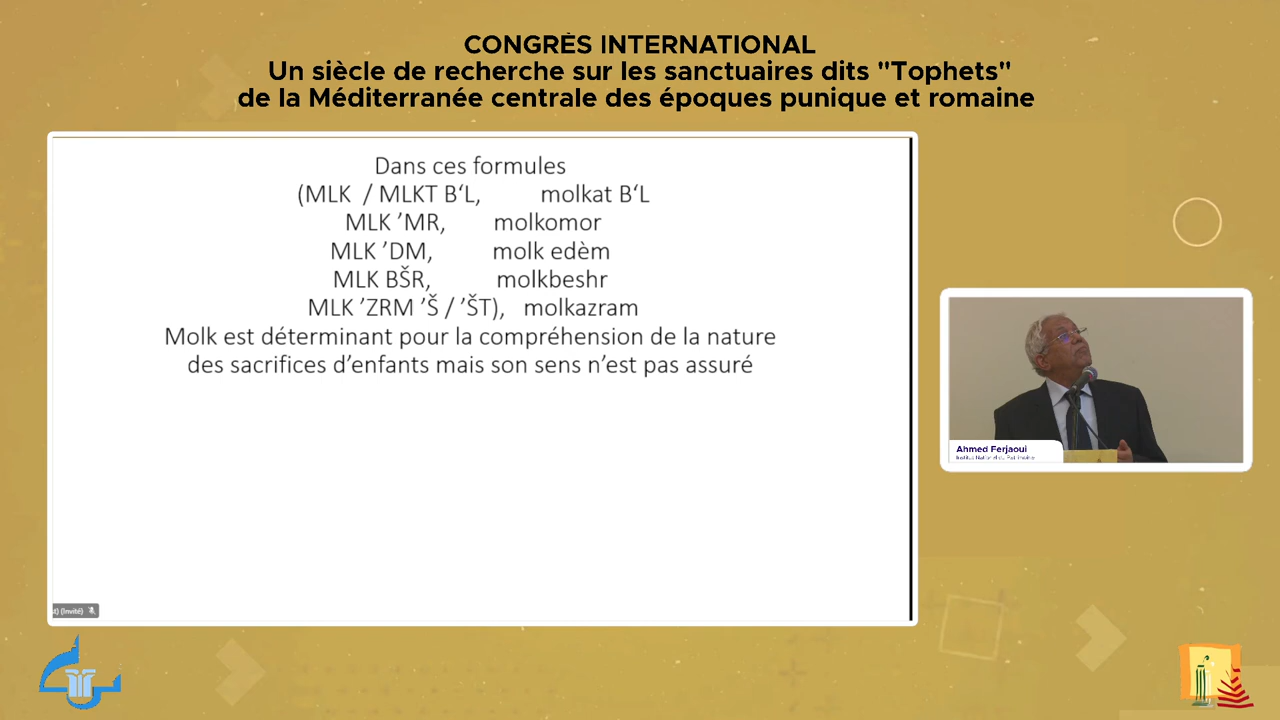 CONGRÈS INTERNATIONAL
Un siècle de recherche sur les sanctuaires dits "Tophets"
de la Méditerranée centrale des époques punique et romaine
Dans ces formules
(MLK / MLKT B‘L, molkat B‘L
MLK ’MR, molkomor
MLK ’DM, molk edèm
MLK BŠR, molkbeshr
MLK ’ZRM ’Š / ’ŠT), molkazram
Molk est déterminant pour la compréhension de la nature
des sacrifices d’enfants mais son sens n’est pas assuré
(Invité)
Ahmed Ferjaoui